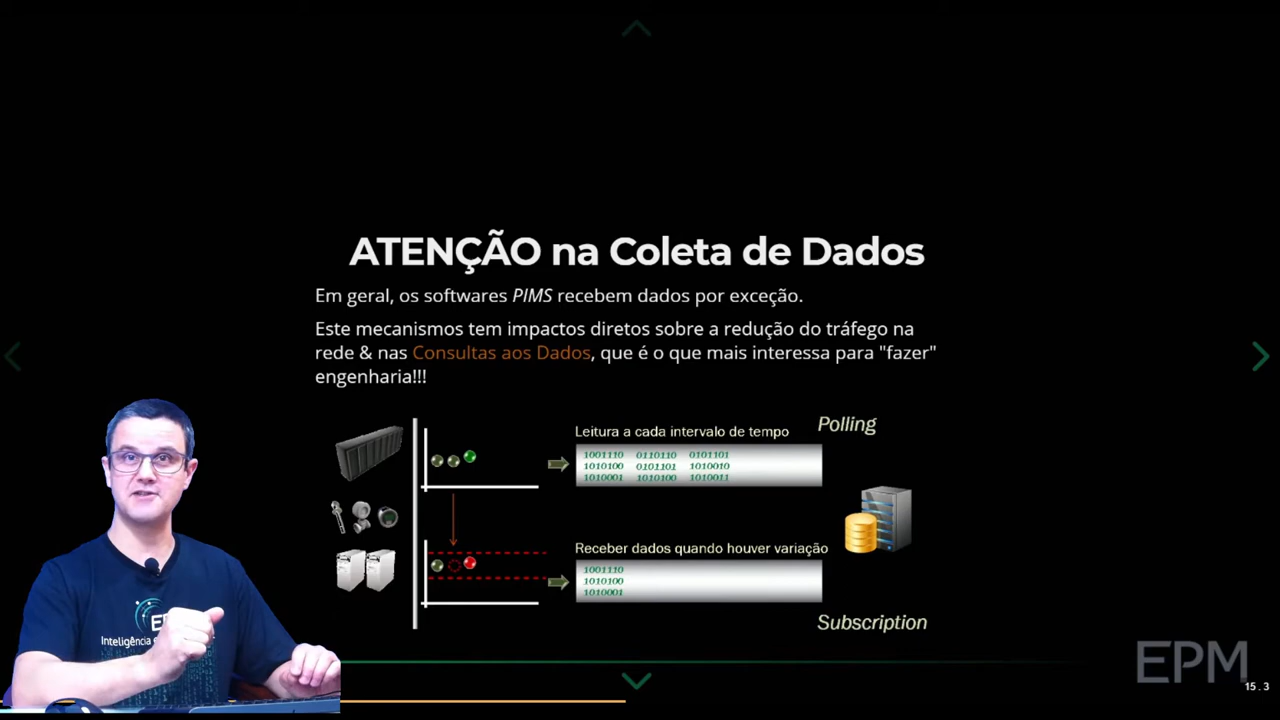 ATENÇÃO na Coleta de Dados
Em geral, os softwares PIMS recebem dados por exceção.
Este mecanismos tem impactos diretos sobre a redução do tráfego na
rede & nas Consultas aos Dados, que é o que mais interessa para "fazer"
engenharia!!!
Polling
Leitura a cada intervalo de tempo
1001110 0110110 0101101
1010100 0101101 1010010
1010001 1010100 1010011
Receber dados quando houver variação
1001110
1010100
1010001
Subscription
Inteligência
EPM
15.3